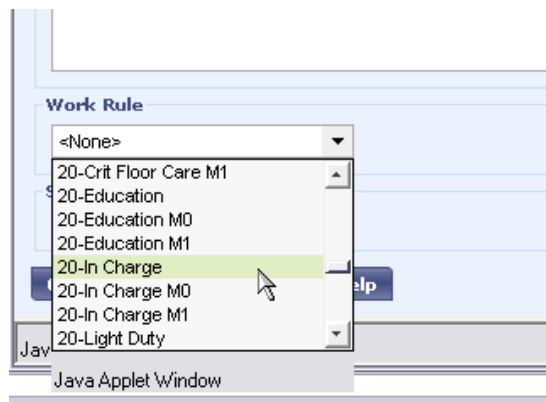 Work Rule
<None>
20-Crit Floor Care M1
20-Education
20-Education M0
20-Education M1
20-In Charge
20-In Charge M0
20-In Charge M1
20-Light Duty
Java Applet Window